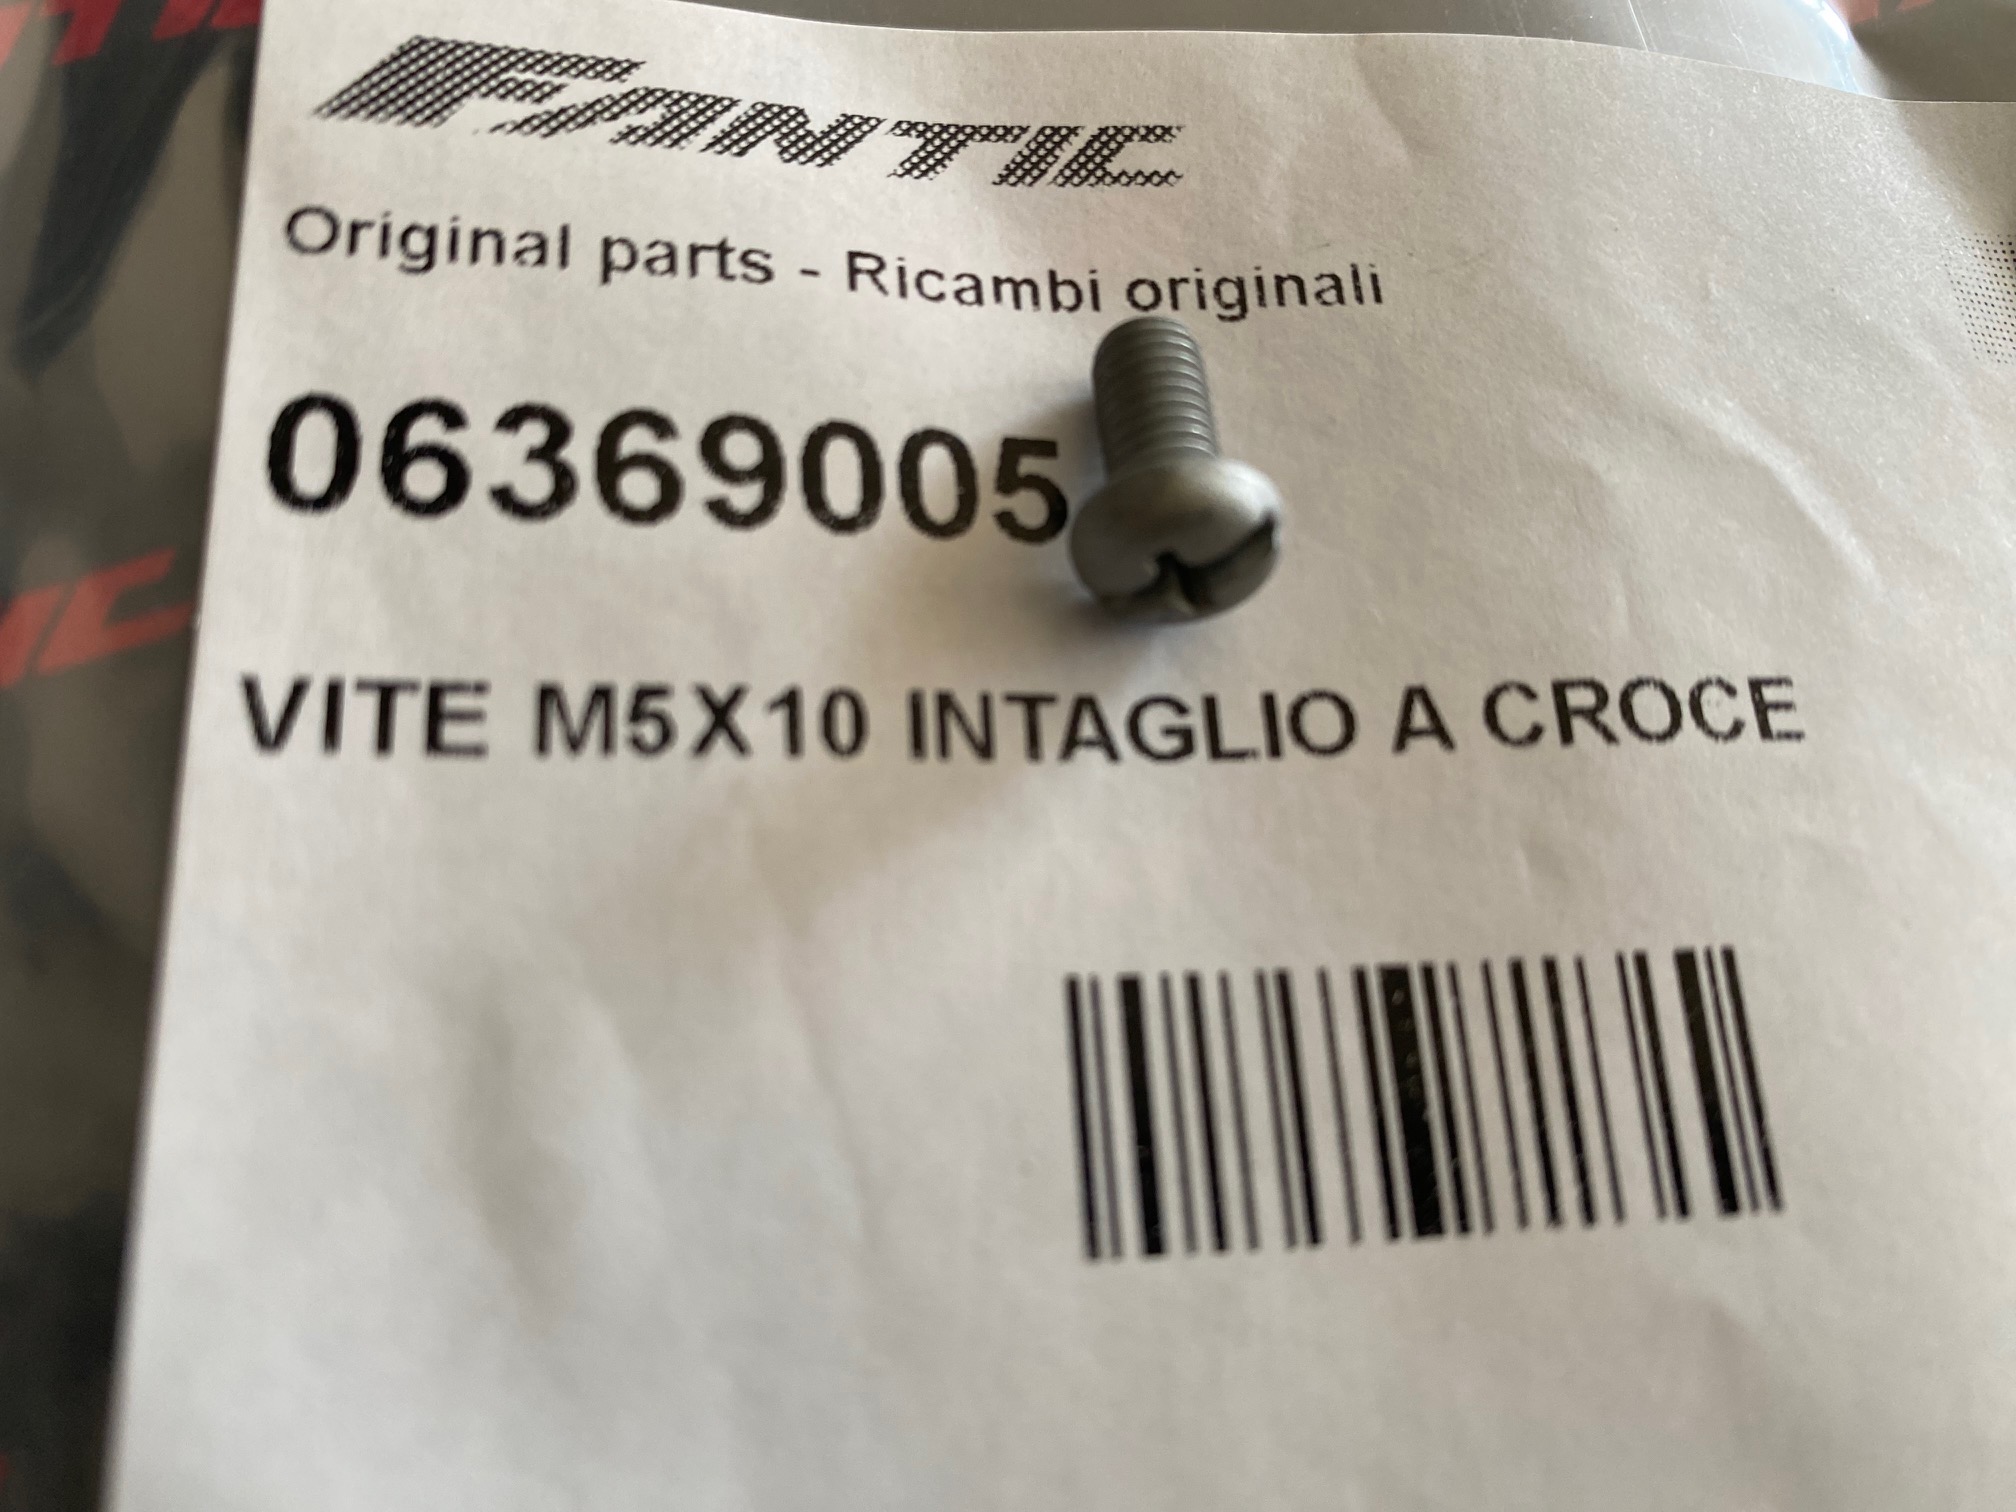 FANTIC
Original parts - Ricambi originali
06369005
VITE M5X10 INTAGLIO A CROCE